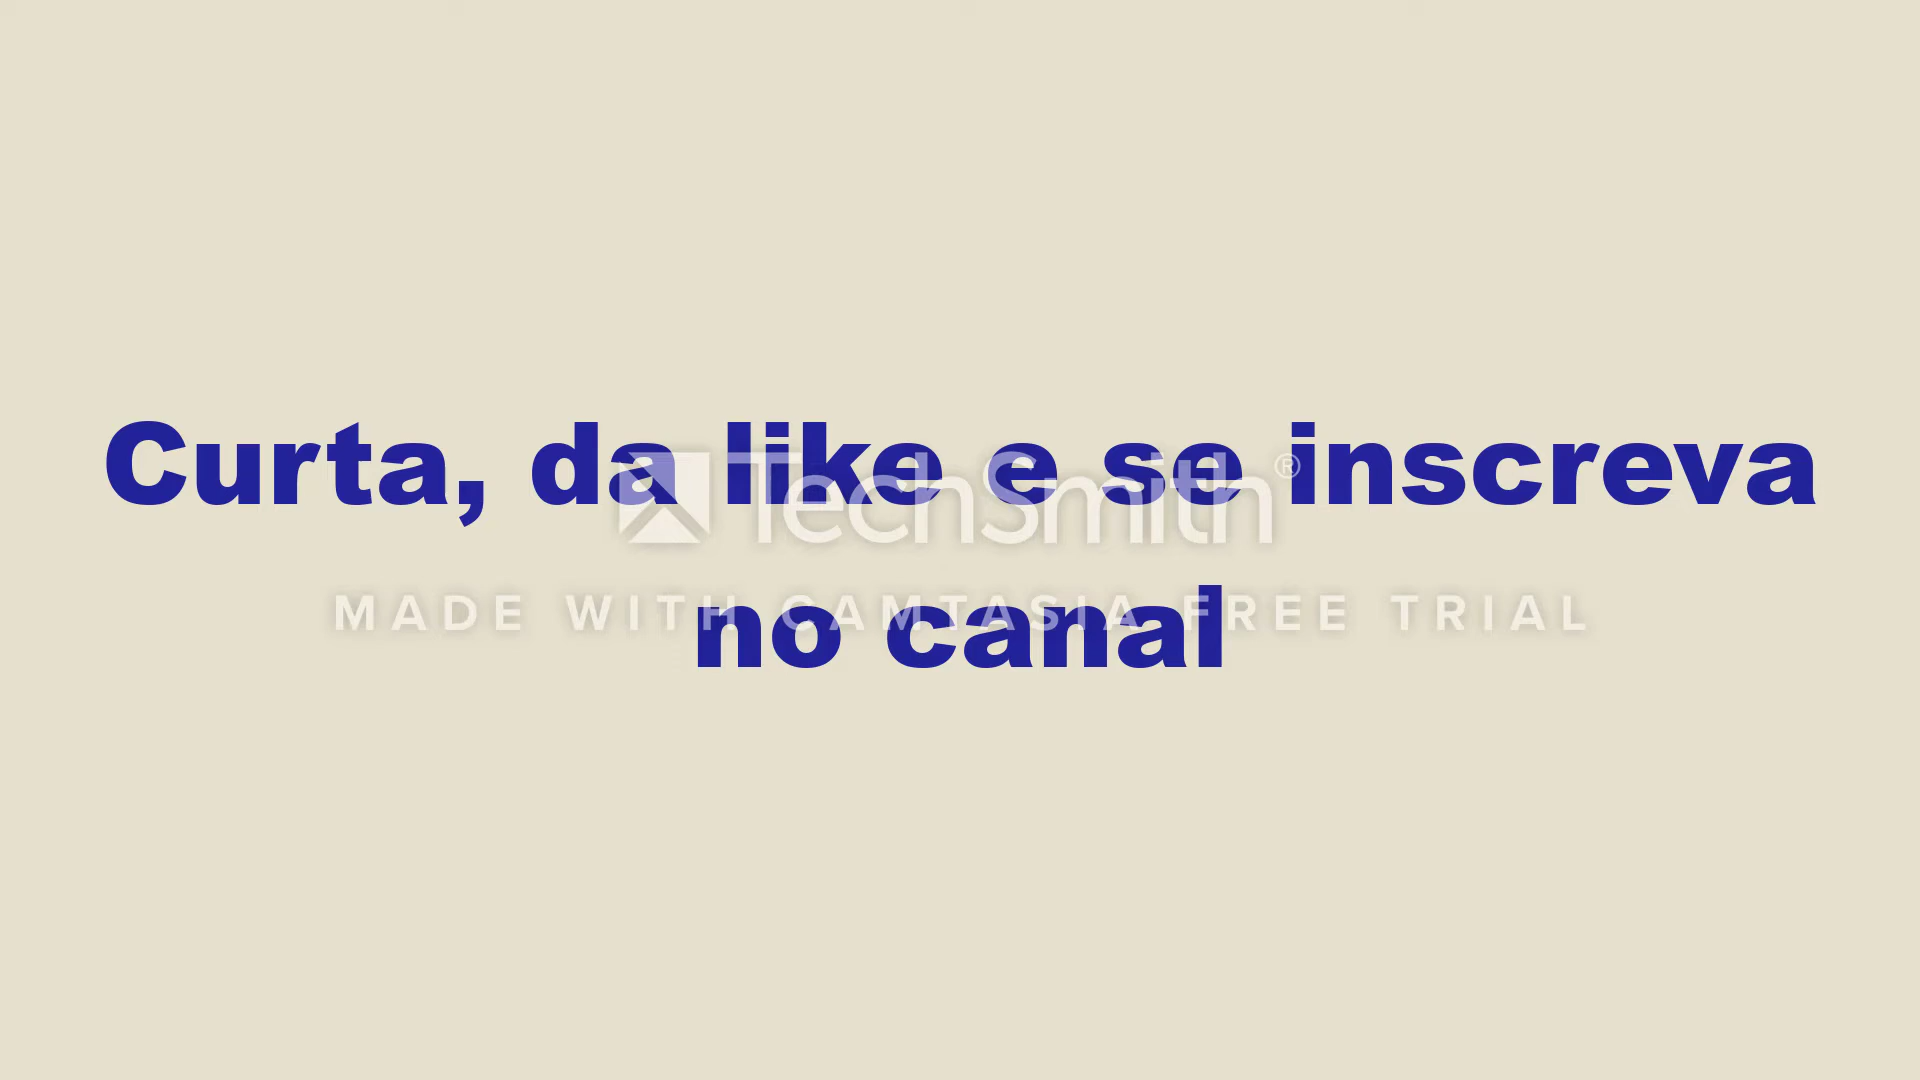 Curta, da like e se inscreva
TechSmith®
MADE WITH CAMTASIA FREE TRIAL
no canal